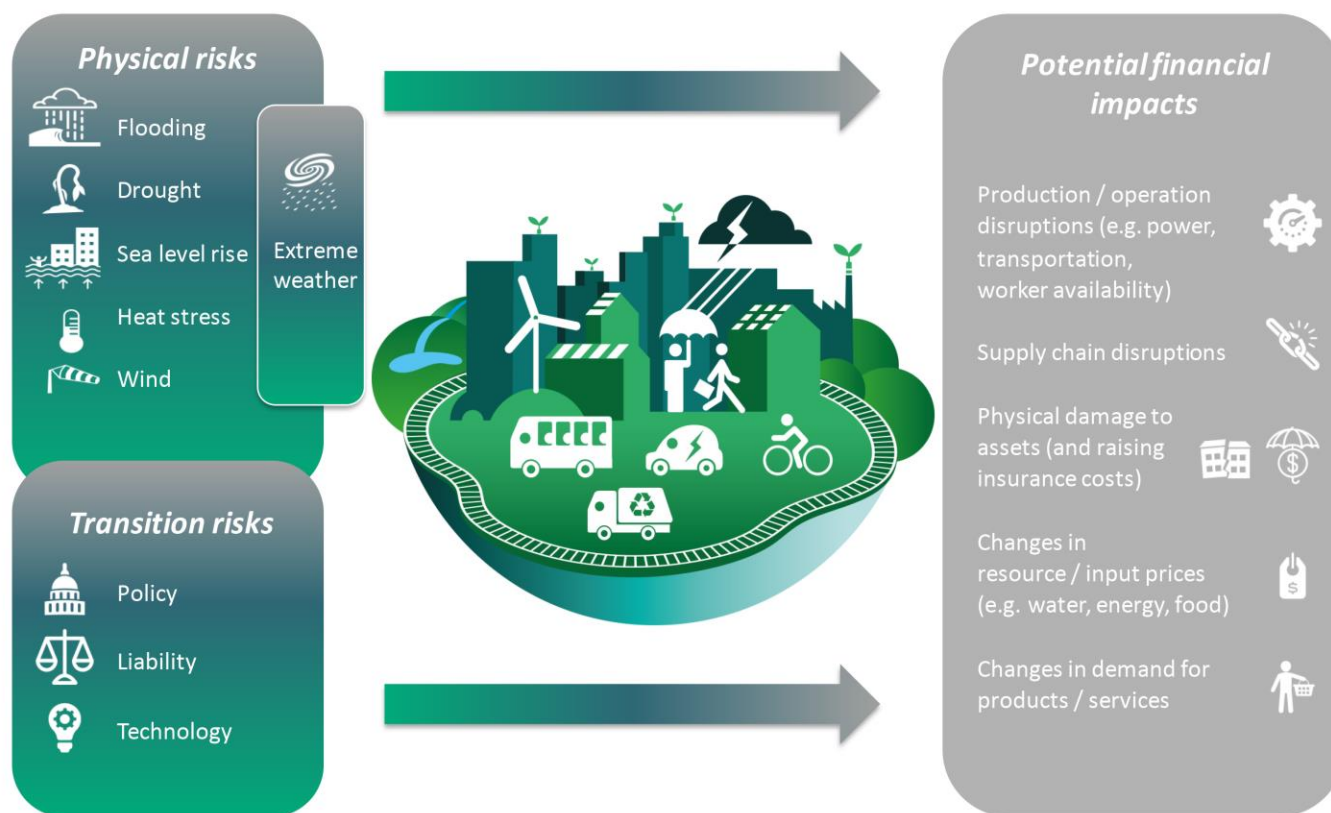 Physical risks
Flooding
Drought
Sea level rise
Heat stress
Wind
Extreme
weather
Transition risks
Policy
Liability
Technology
Potential financial
impacts
Production / operation
disruptions (e.g. power,
transportation,
worker availability)
Supply chain disruptions
Physical damage to
assets (and raising
insurance costs)
$
Changes in
resource / input prices
(e.g. water, energy, food)
$
Changes in demand for
products / services